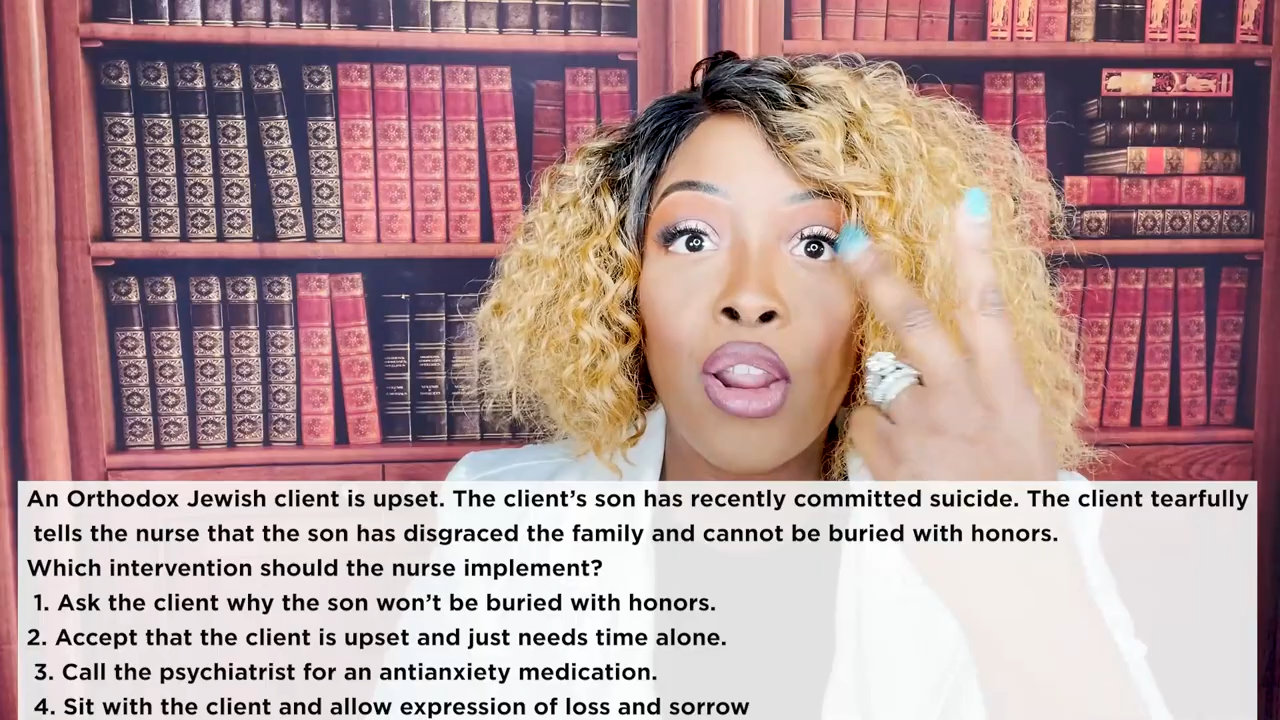 An Orthodox Jewish client is upset. The client's son has recently committed suicide. The client tearfully
tells the nurse that the son has disgraced the family and cannot be buried with honors.
Which intervention should the nurse implement?
1. Ask the client why the son won't be buried with honors.
2. Accept that the client is upset and just needs time alone.
3. Call the psychiatrist for an antianxiety medication.
4. Sit with the client and allow expression of loss and sorrow